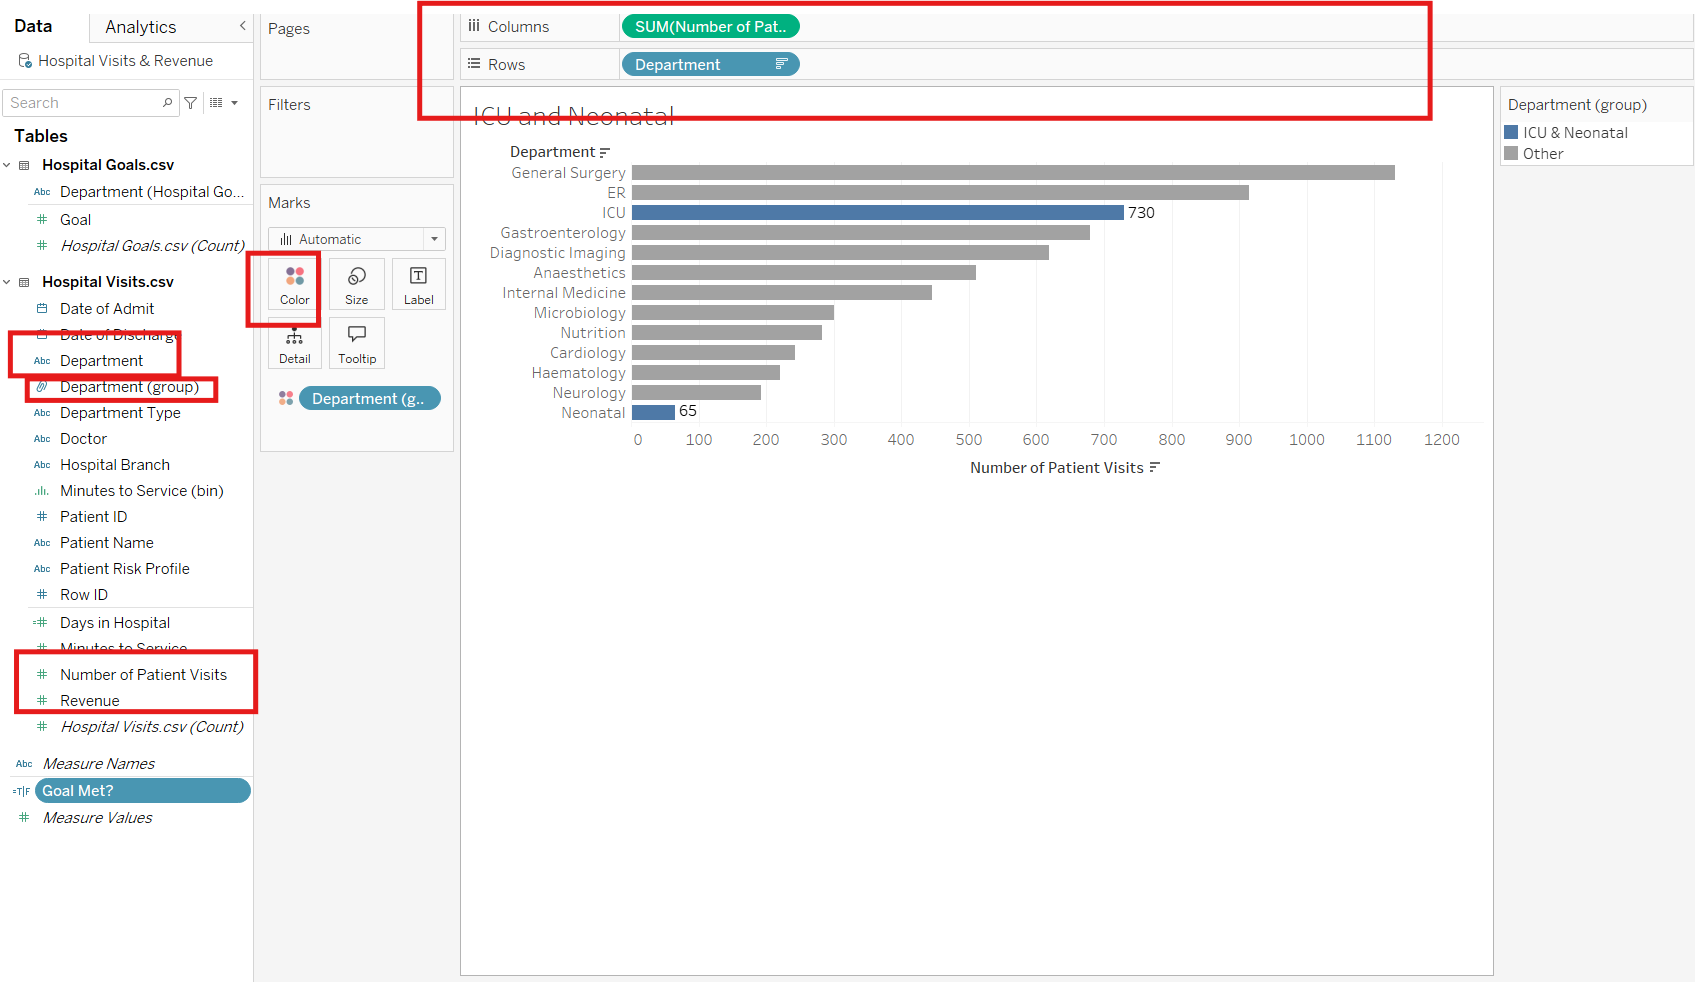 Data
Analytics
Hospital Visits & Revenue
Search
Tables
Hospital Goals.csv
Abc Department (Hospital Go...
Goal
Hospital Goals.csv (Count)
Hospital Visits.csv
Date of Admit
Date of Discharge
Abc Department
Department (group)
Abc Department Type
Abc Doctor
Abc Hospital Branch
Minutes to Service (bin)
# Patient ID
Abc Patient Name
Abc Patient Risk Profile
# Row ID
=# Days in Hospital
# Minutes to Service
# Number of Patient Visits
# Revenue
# Hospital Visits.csv (Count)
Abc Measure Names
=T|F Goal Met?
# Measure Values
Pages
Filters
Marks
Automatic
Color
Size
T
Label
Detail
Tooltip
Department (g..
Columns
SUM(Number of Pat..
Rows
Department
ICU and Neonatal
Department
General Surgery
ER
ICU 730
Gastroenterology
Diagnostic Imaging
Anaesthetics
Internal Medicine
Microbiology
Nutrition
Cardiology
Haematology
Neurology
Neonatal 65
0 100 200 300 400 500 600 700 800 900 1000 1100 1200
Number of Patient Visits
Department (group)
ICU & Neonatal
Other